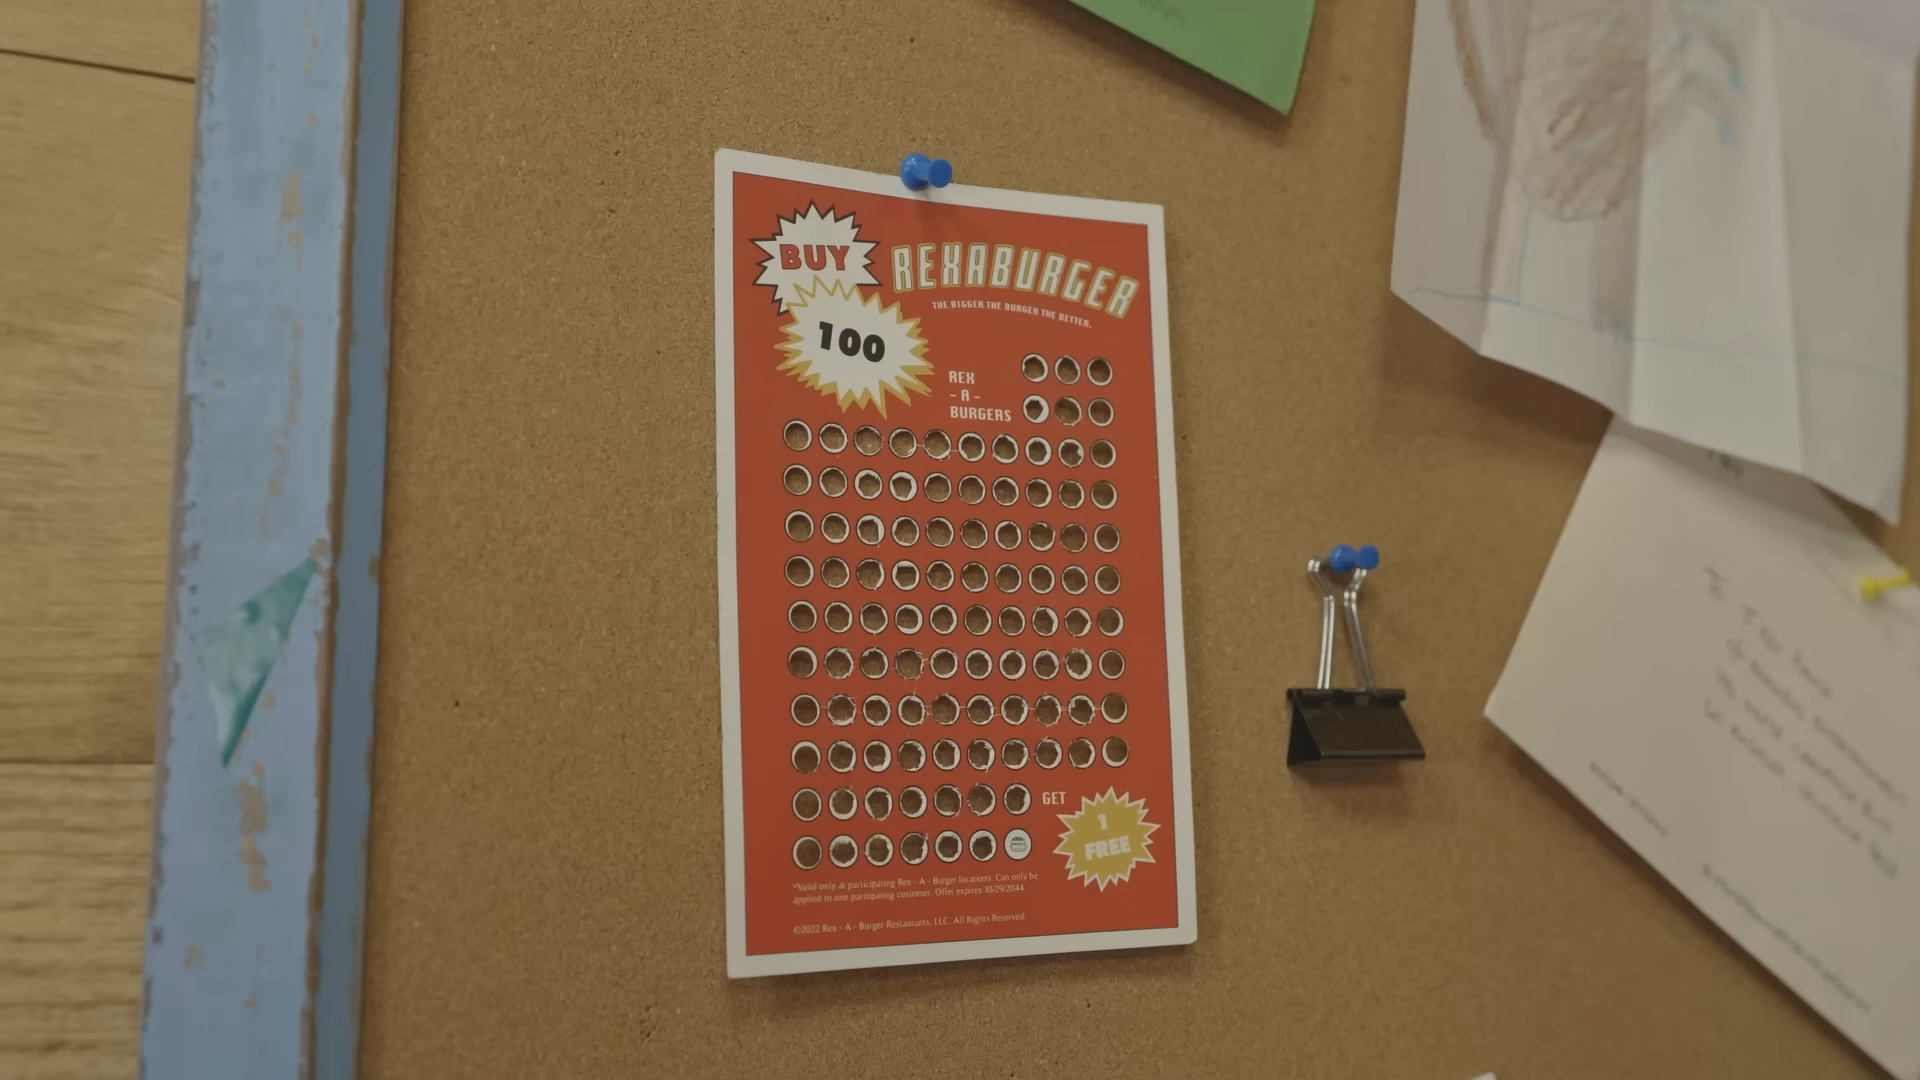 BUY
100
REXABURGER
THE BIGGER THE BURGER THE BETTER.
REX
- A -
BURGERS
GET
1
FREE
*Valid only at participating Rex - A - Burger locations. Can only be
applied to one partipating customer. Offer expires 10/29/2044
©2022 Rex - A - Burger Restaurants, LLC. All Rights Reserved.